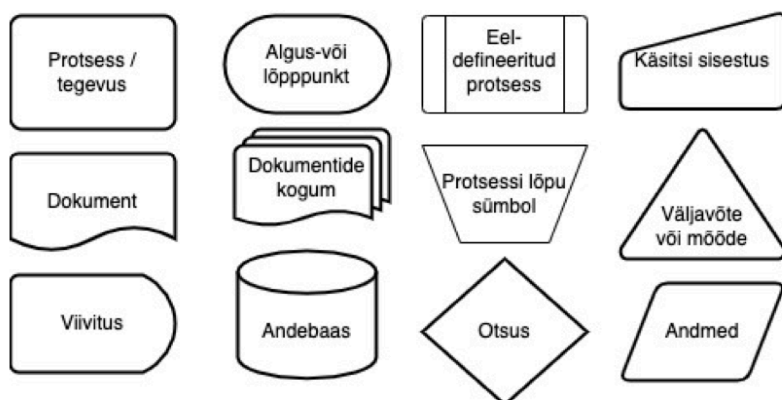 Protsess /
tegevus
Algus-või
lõpppunkt
Eel-
defineeritud
protsess
Käsitsi sisestus
Dokument
Dokumentide
kogum
Protsessi lõpu
sümbol
Väljavõte
või mõõde
Viivitus
Andebaas
Otsus
Andmed